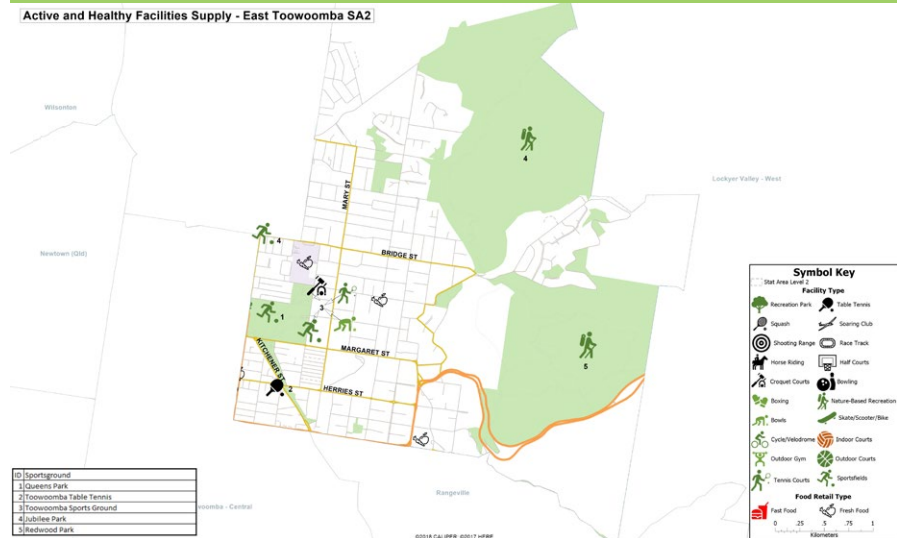 Active and Healthy Facilities Supply - East Toowoomba SA2
Wilsonton
4
Lockyer Valley - West
MARY ST
Newtown (Qld)
4
BRIDGE ST
3
1
MARGARET ST
KITCHENER ST
5
HERRIES ST
2
Rangeville
woomba - Central
©2018 CALIPER; ©2017 HERE
ID Sportsground
1 Queens Park
2 Toowoomba Table Tennis
3 Toowoomba Sports Ground
4 Jubilee Park
5 Redwood Park
Symbol Key
Stat Area Level 2
Facility Type
Recreation Park
Table Tennis
Squash
Soaring Club
Shooting Range
Race Track
Horse Riding
Half Courts
Croquet Courts
Bowling
Boxing
Nature-Based Recreation
Bowls
Skate/Scooter/Bike
Cycle/Velodrome
Indoor Courts
Outdoor Gym
Outdoor Courts
Tennis Courts
Sportsfields
Food Retail Type
Fast Food
Fresh Food
0 .25 .5 .75 1
Kilometers